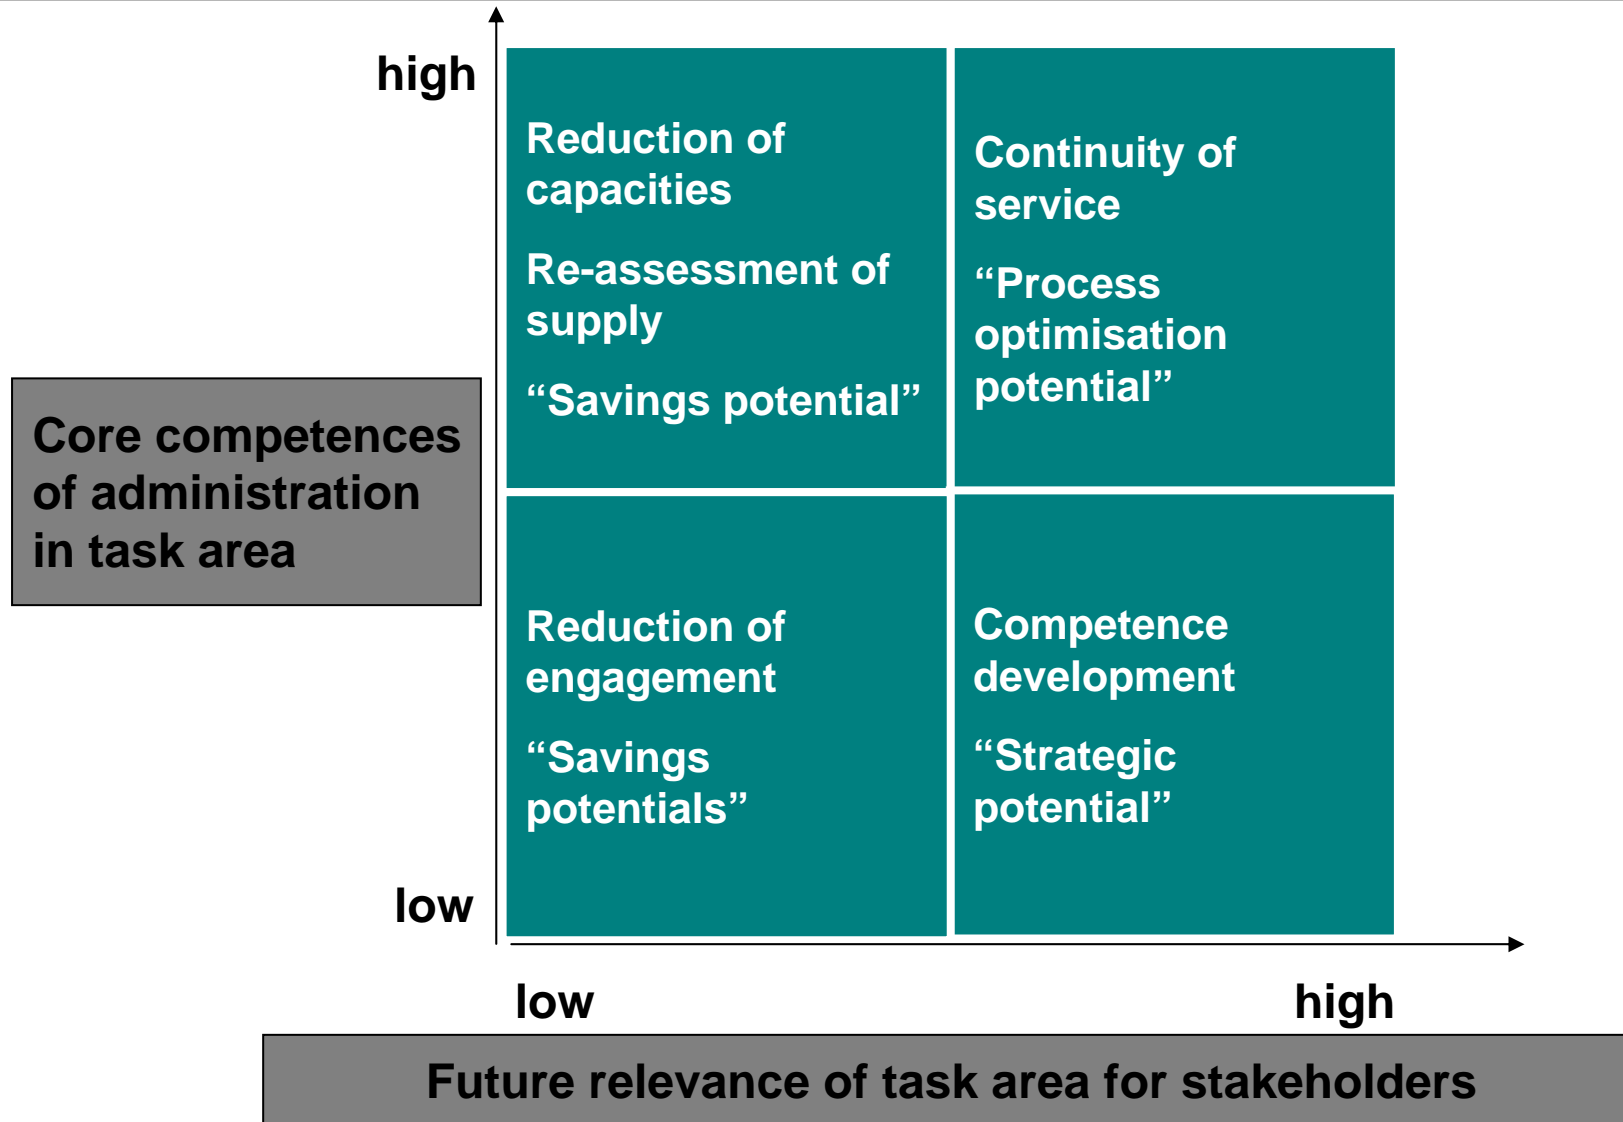 high
Reduction of
capacities
Re-assessment of
supply
“Savings potential”
Continuity of
service
“Process
optimisation
potential”
Core competences
of administration
in task area
Reduction of
engagement
“Savings
potentials”
Competence
development
“Strategic
potential”
low
low
high
Future relevance of task area for stakeholders